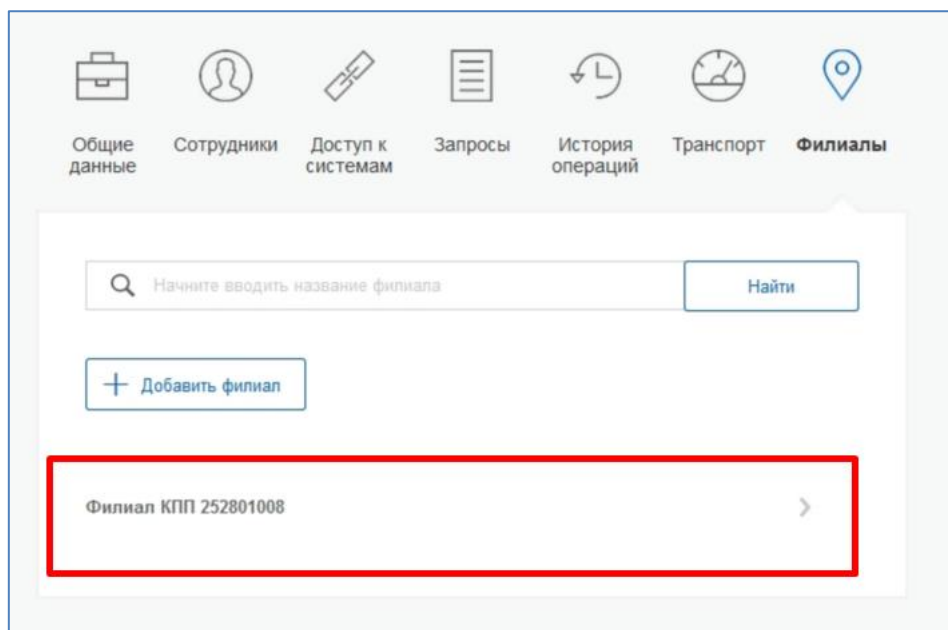 Общие данные
Сотрудники
Доступ к системам
Запросы
История операций
Транспорт
Филиалы
Начните вводить название филиала
Найти
Добавить филиал
Филиал КПП 252801008